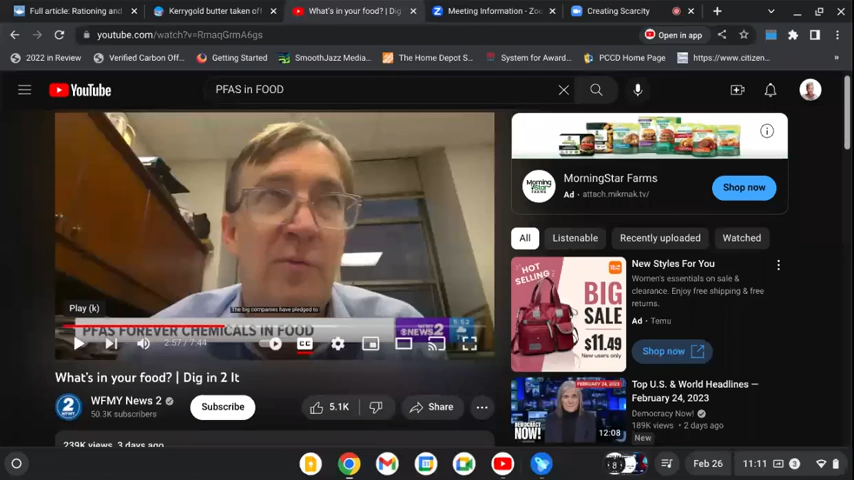 Full article: Rationing and
Kerrygold butter taken of
What's in your food? | Dig
Meeting Information - Zo
Creating Scarcity
youtube.com/watch?v=RmaqGrmA6gs
Open in app
2022 in Review
Verified Carbon Off...
Getting Started
SmoothJazz Media...
The Home Depot S...
System for Award...
PCCD Home Page
https://www.citizen...
YouTube
PFAS in FOOD
Play (k)
The big companies have pledged to
PFAS FOREVER CHEMICALS IN FOOD
NEWS 2
5:52
2:57 / 7:44
CC
MorningStar Farms
Ad · attach.mikmak.tv/
Shop now
All
Listenable
Recently uploaded
Watched
HOT SELLING
BIG
SALE
$11.49
New users only
New Styles For You
Women's essentials on sale &
clearance. Enjoy free shipping & free
returns.
Ad · Temu
Shop now
What's in your food? | Dig in 2 It
WFMY News 2
50.3K subscribers
Subscribe
5.1K
Share
FEBRUARY 24, 2023
DEMOCRACY
NOW!
12:08
Top U.S. & World Headlines —
February 24, 2023
Democracy Now!
189K views · 2 days ago
New
239K views 3 days ago
8
Feb 26
11:11
3